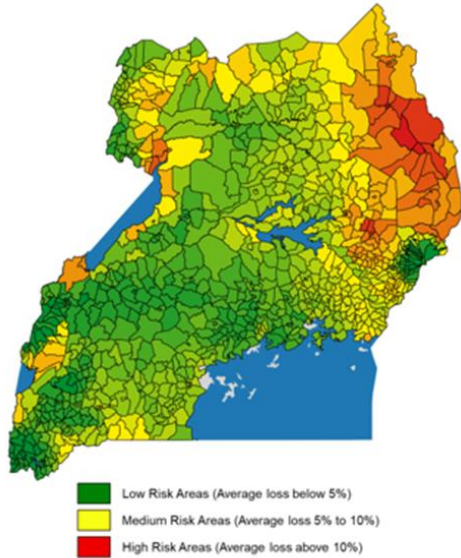 Low Risk Areas (Average loss below 5%)
Medium Risk Areas (Average loss 5% to 10%)
High Risk Areas (Average loss above 10%)